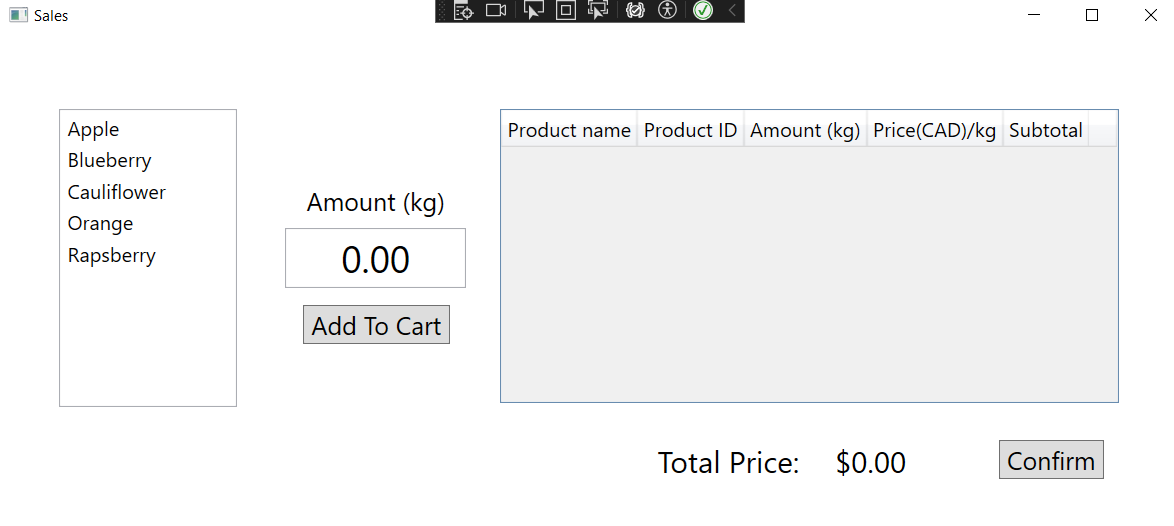 Sales
Apple
Blueberry
Cauliflower
Orange
Rapsberry
Amount (kg)
0.00
Add To Cart
Product name Product ID Amount (kg) Price(CAD)/kg Subtotal
Total Price: $0.00
Confirm